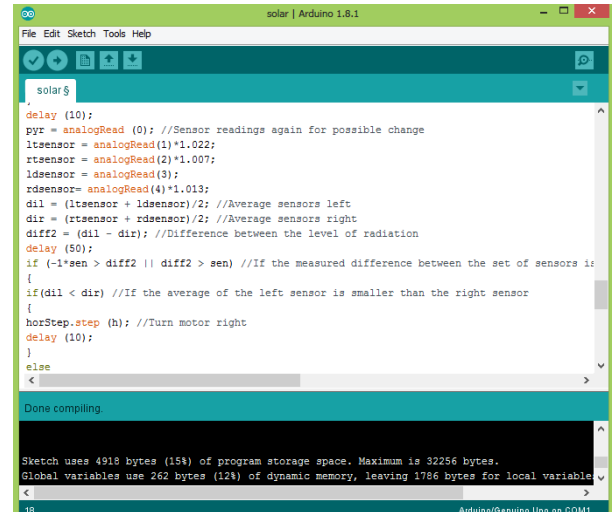 solar | Arduino 1.8.1
File Edit Sketch Tools Help
solar §
delay (10);
pyr = analogRead (0); //Sensor readings again for possible change
ltsensor = analogRead(1)*1.022;
rtsensor = analogRead(2)*1.007;
ldsensor = analogRead(3);
rdsensor= analogRead(4)*1.013;
dil = (ltsensor + ldsensor)/2; //Average sensors left
dir = (rtsensor + rdsensor)/2; //Average sensors right
diff2 = (dil - dir); //Difference between the level of radiation
delay (50);
if (-1*sen > diff2 || diff2 > sen) //If the measured difference between the set of sensors is
{
if(dil < dir) //If the average of the left sensor is smaller than the right sensor
{
horStep.step (h); //Turn motor right
delay (10);
}
else
Done compiling.
Sketch uses 4918 bytes (15%) of program storage space. Maximum is 32256 bytes.
Global variables use 262 bytes (12%) of dynamic memory, leaving 1786 bytes for local variable
18
Arduino/Genuino Uno on COM1